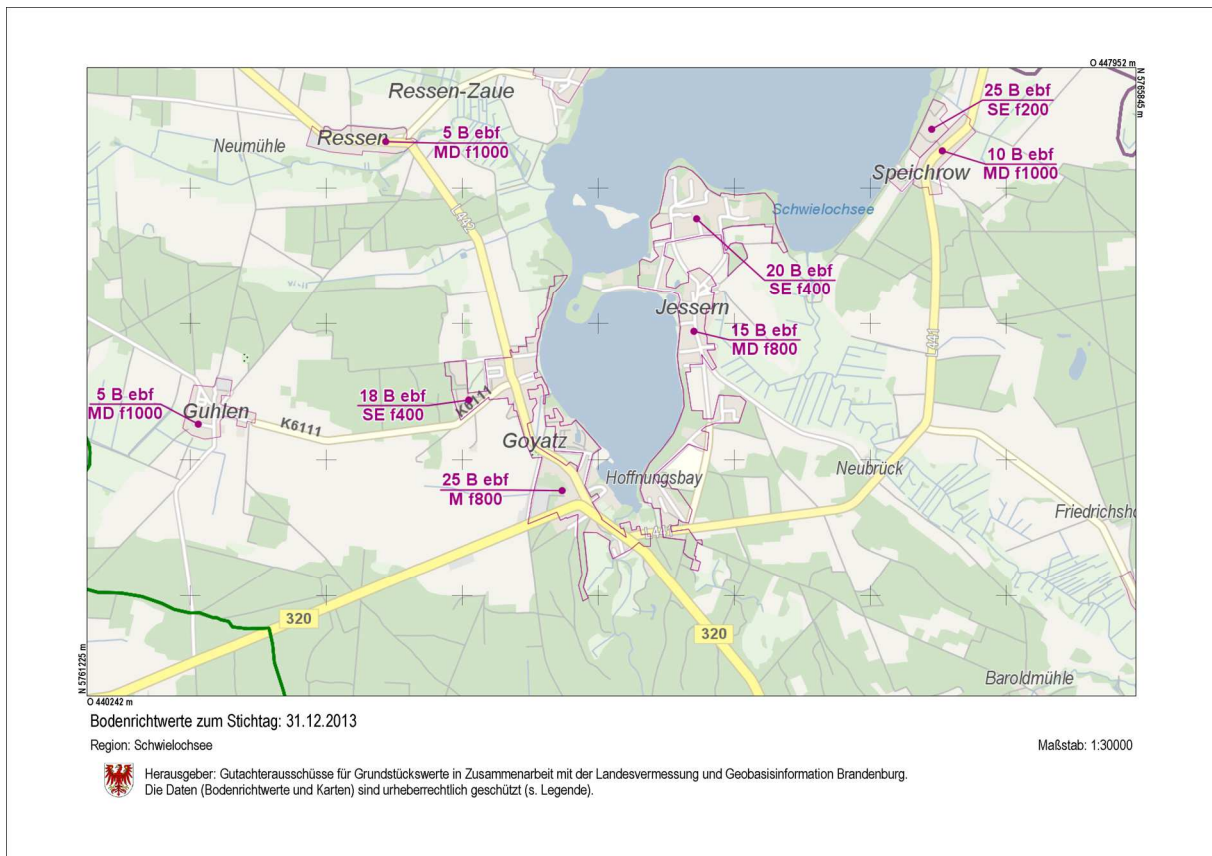 O 447952 m
N 5765845 m
Ressen-Zaue
25 B ebf
SE f200
Ressen
5 B ebf
MD f1000
Neumühle
10 B ebf
MD f1000
Speichrow
L442
Schwielochsee
20 B ebf
SE f400
Jessern
15 B ebf
MD f800
L441
5 B ebf
MD f1000
Guhlen
18 B ebf
SE f400
K6111
K6111
Goyatz
25 B ebf
M f800
Hoffnungsbay
Neubrück
Friedrichsh
320
320
Baroldmühle
N 5761225 m
O 440242 m
Bodenrichtwerte zum Stichtag: 31.12.2013
Region: Schwielochsee
Maßstab: 1:30000
Herausgeber: Gutachterausschüsse für Grundstückswerte in Zusammenarbeit mit der Landesvermessung und Geobasisinformation Brandenburg.
Die Daten (Bodenrichtwerte und Karten) sind urheberrechtlich geschützt (s. Legende).